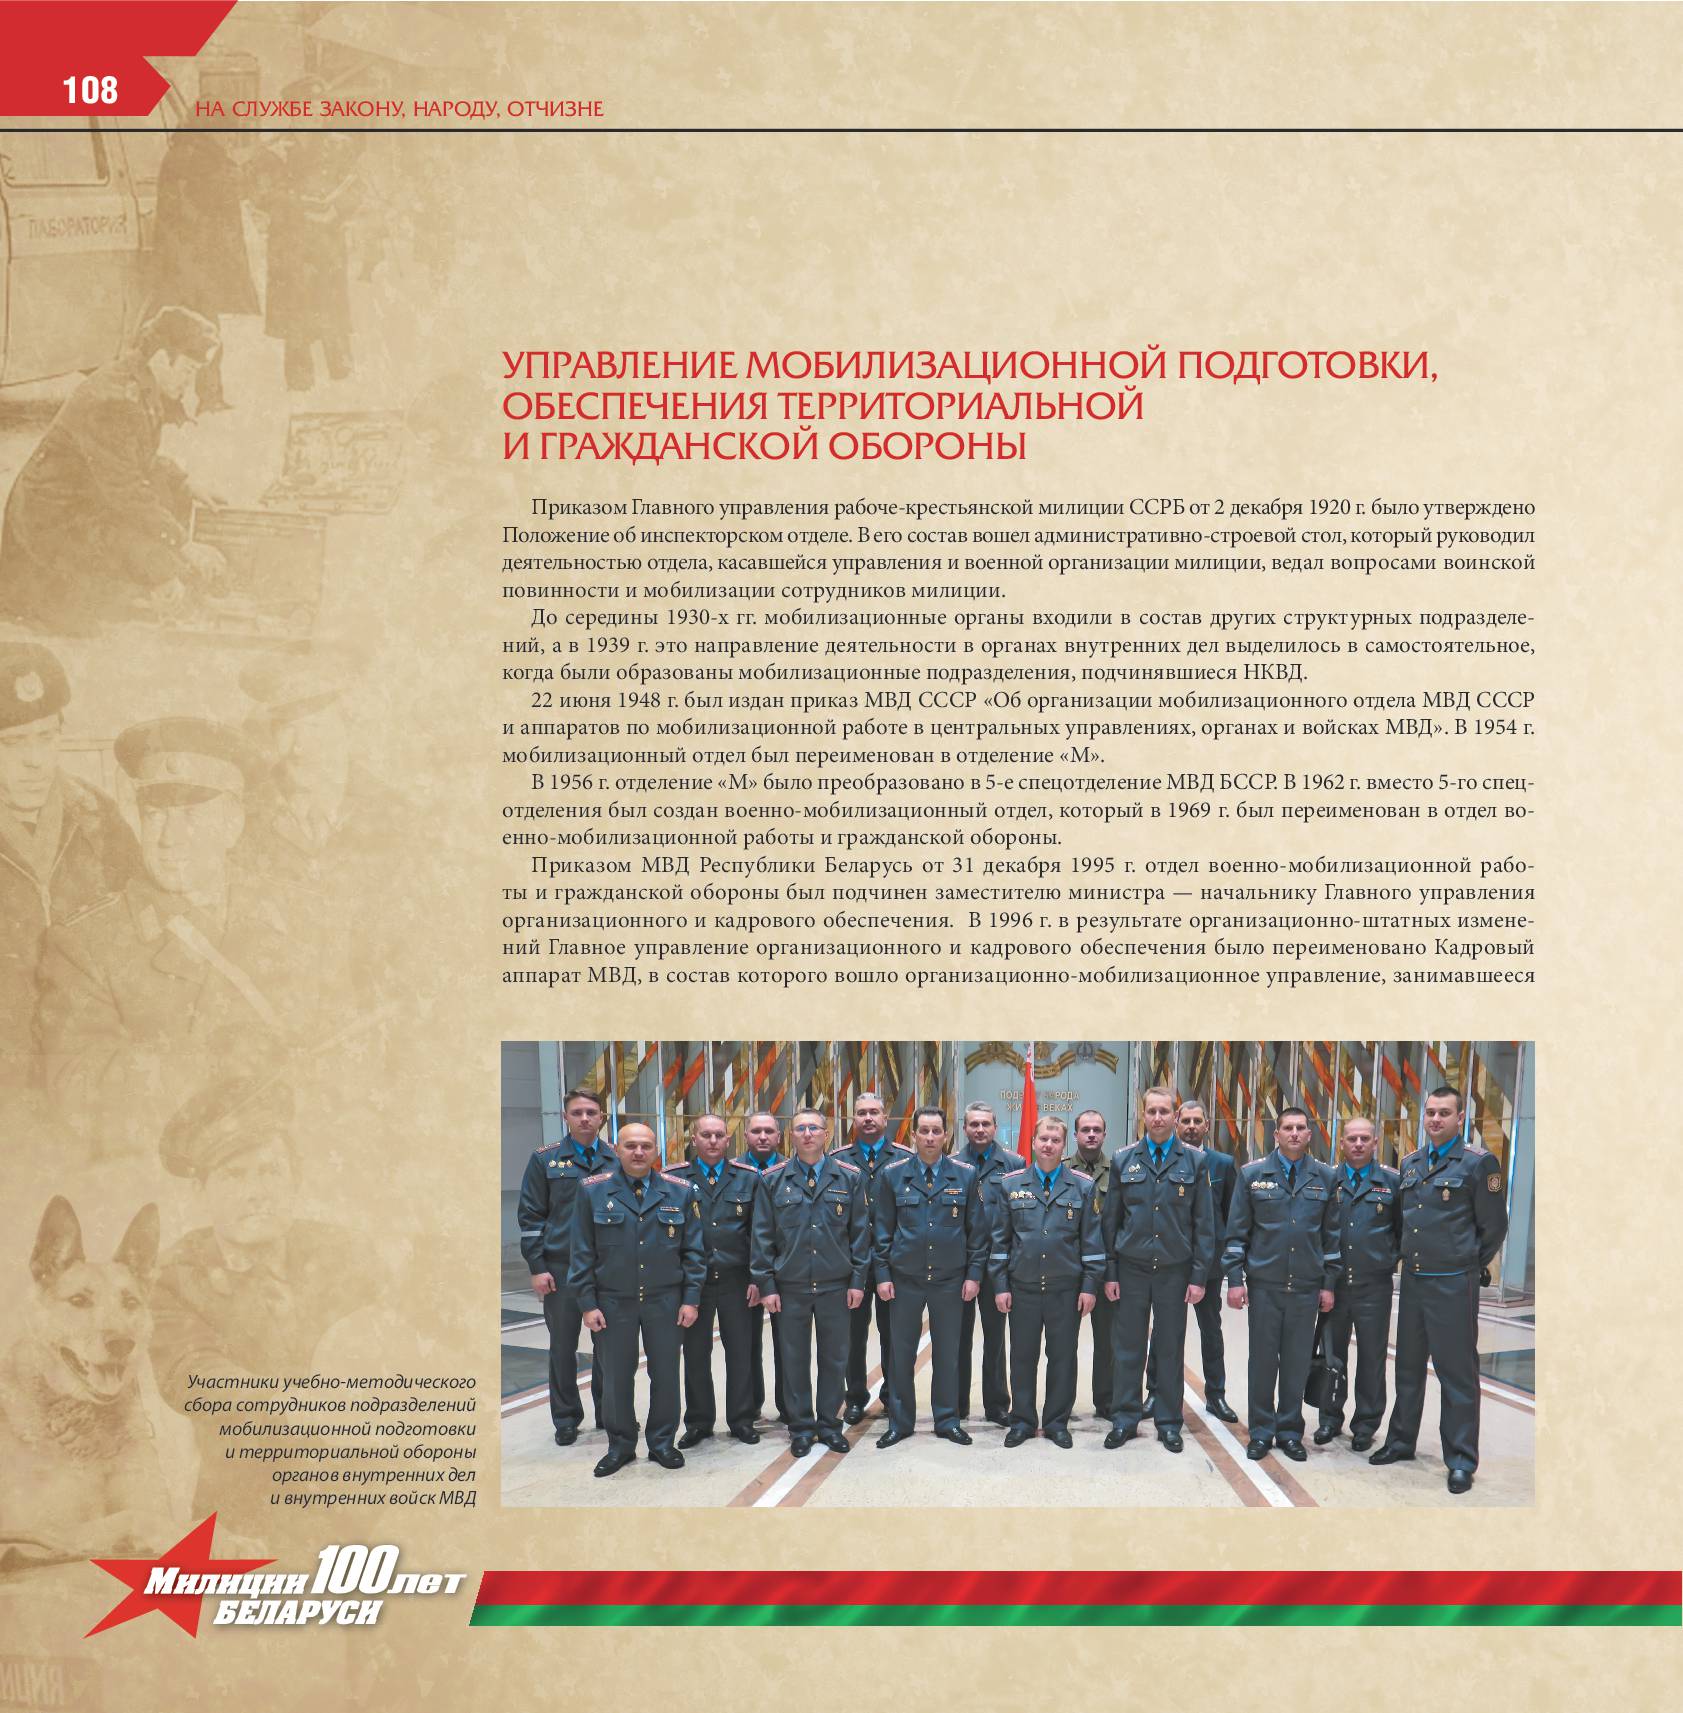 108
НА СЛУЖБЕ ЗАКОНУ, НАРОДУ, ОТЧИЗНЕ
ЛАБОРАТОРИЯ
УПРАВЛЕНИЕ МОБИЛИЗАЦИОННОЙ ПОДГОТОВКИ,
ОБЕСПЕЧЕНИЯ ТЕРРИТОРИАЛЬНОЙ
И ГРАЖДАНСКОЙ ОБОРОНЫ
Приказом Главного управления рабоче-крестьянской милиции ССРБ от 2 декабря 1920 г. было утверждено
Положение об инспекторском отделе. В его состав вошел административно-строевой стол, который руководил
деятельностью отдела, касавшейся управления и военной организации милиции, ведал вопросами воинской
повинности и мобилизации сотрудников милиции.
До середины 1930-х гг. мобилизационные органы входили в состав других структурных подразделе-
ний, а в 1939 г. это направление деятельности в органах внутренних дел выделилось в самостоятельное,
когда были образованы мобилизационные подразделения, подчинявшиеся НКВД.
22 июня 1948 г. был издан приказ МВД СССР «Об организации мобилизационного отдела МВД СССР
и аппаратов по мобилизационной работе в центральных управлениях, органах и войсках МВД». В 1954 г.
мобилизационный отдел был переименован в отделение «М».
В 1956 г. отделение «М» было преобразовано в 5-е спецотделение МВД БССР. В 1962 г. вместо 5-го спец-
отделения был создан военно-мобилизационный отдел, который в 1969 г. был переименован в отдел во-
енно-мобилизационной работы и гражданской обороны.
Приказом МВД Республики Беларусь от 31 декабря 1995 г. отдел военно-мобилизационной рабо-
ты и гражданской обороны был подчинен заместителю министра — начальнику Главного управления
организационного и кадрового обеспечения. В 1996 г. в результате организационно-штатных измене-
ний Главное управление организационного и кадрового обеспечения было переименовано Кадровый
аппарат МВД, в состав которого вошло организационно-мобилизационное управление, занимавшееся
Участники учебно-методического
сбора сотрудников подразделений
мобилизационной подготовки
и территориальной обороны
органов внутренних дел
и внутренних войск МВД
Милиции 100 лет
БЕЛАРУСИ